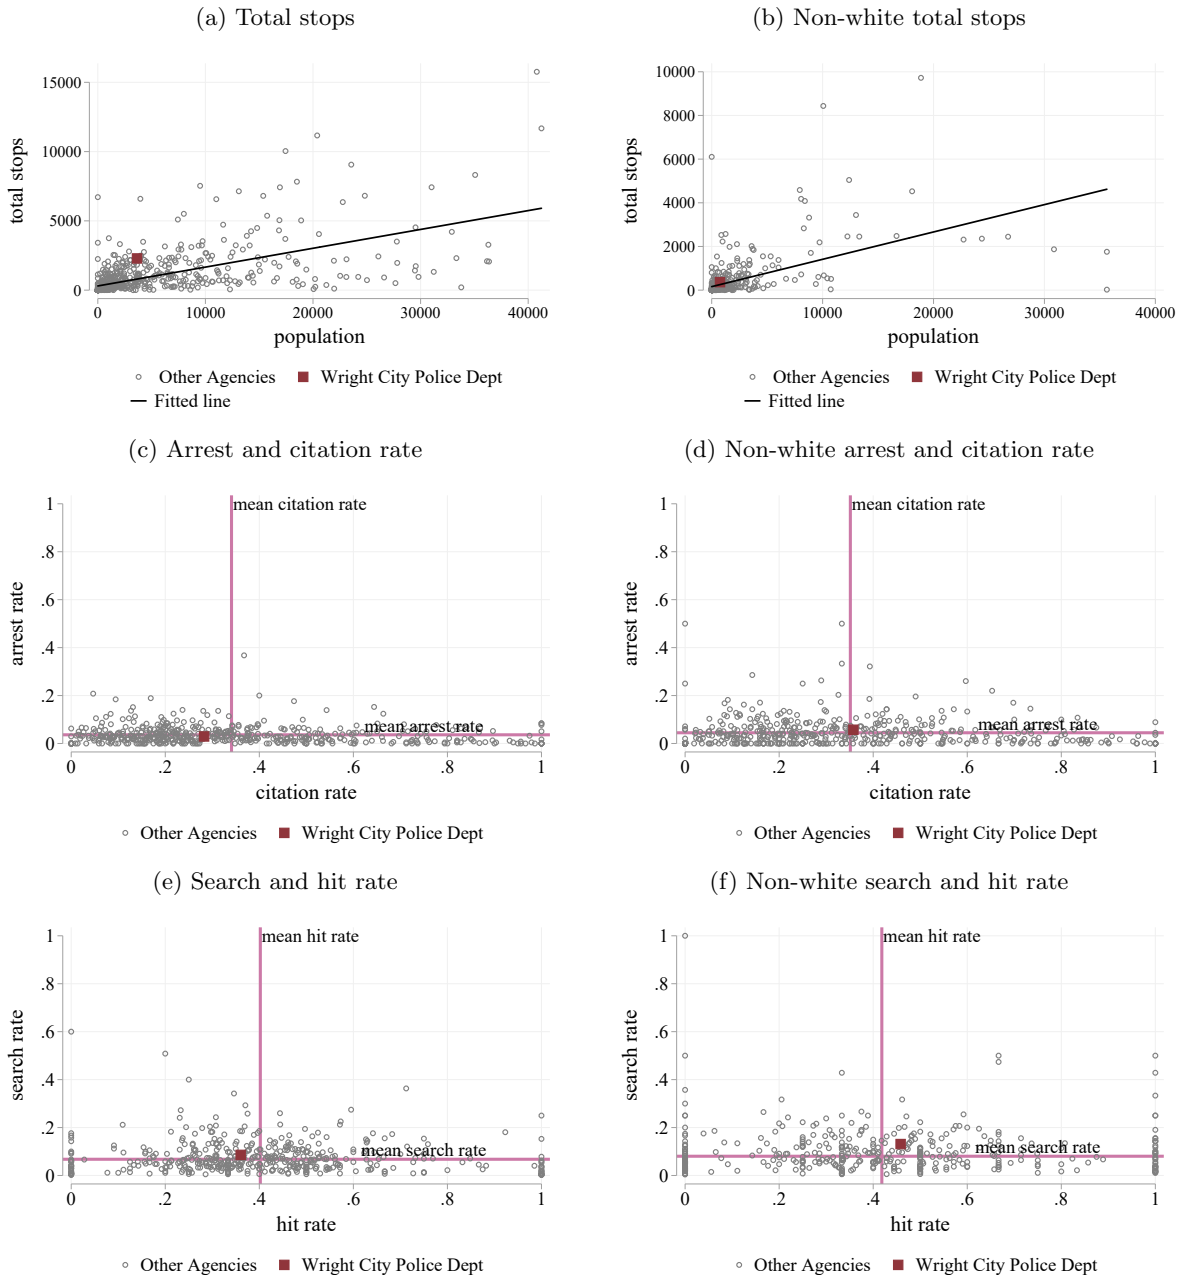 (a) Total stops
(b) Non-white total stops
total stops
15000
10000
5000
0
0 10000 20000 30000 40000
population
Other Agencies Wright City Police Dept
Fitted line
total stops
10000
8000
6000
4000
2000
0
0 10000 20000 30000 40000
population
Other Agencies Wright City Police Dept
Fitted line
(c) Arrest and citation rate
(d) Non-white arrest and citation rate
arrest rate
1
.8
.6
.4
.2
0
mean citation rate
mean arrest rate
0 .2 .4 .6 .8 1
citation rate
Other Agencies Wright City Police Dept
arrest rate
1
.8
.6
.4
.2
0
mean citation rate
mean arrest rate
0 .2 .4 .6 .8 1
citation rate
Other Agencies Wright City Police Dept
(e) Search and hit rate
(f) Non-white search and hit rate
search rate
1
.8
.6
.4
.2
0
mean hit rate
mean search rate
0 .2 .4 .6 .8 1
hit rate
Other Agencies Wright City Police Dept
search rate
1
.8
.6
.4
.2
0
mean hit rate
mean search rate
0 .2 .4 .6 .8 1
hit rate
Other Agencies Wright City Police Dept